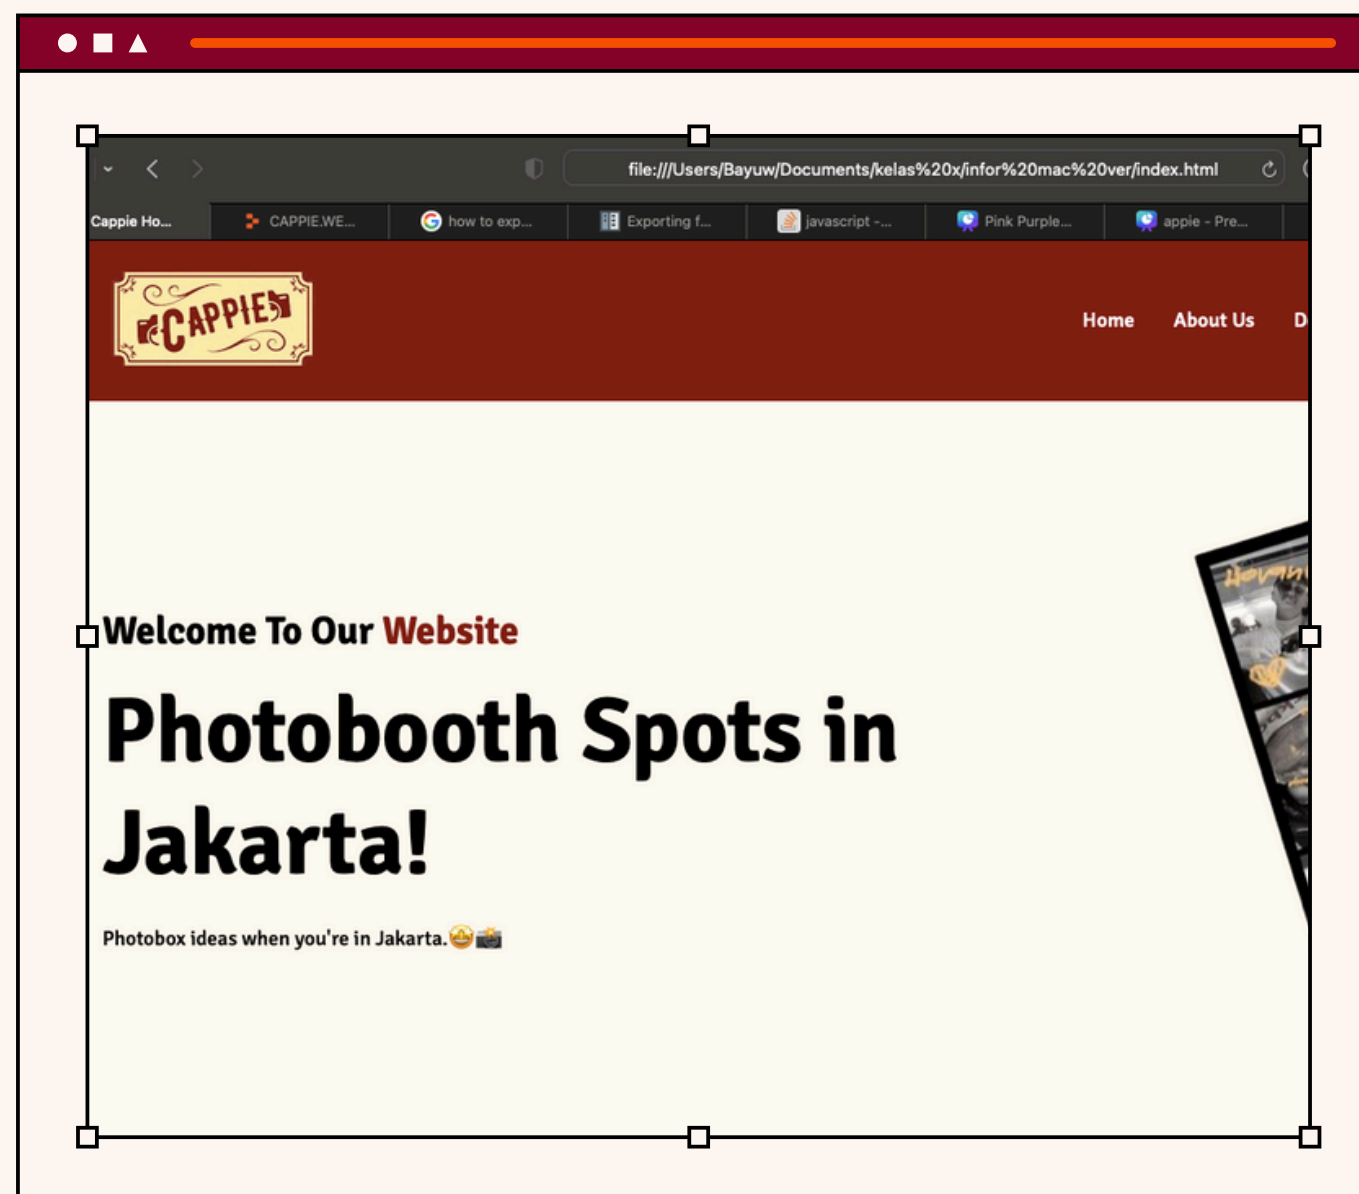 file:///Users/Bayuw/Documents/kelas%20x/infor%20mac%20ver/index.html
Cappie Ho... CAPPIE.WE... how to exp... Exporting f... javascript -... Pink Purple... appie - Pre...
CAPPIE
Home About Us D
Welcome To Our Website
Photobooth Spots in
Jakarta!
Photobox ideas when you're in Jakarta.🤩📸